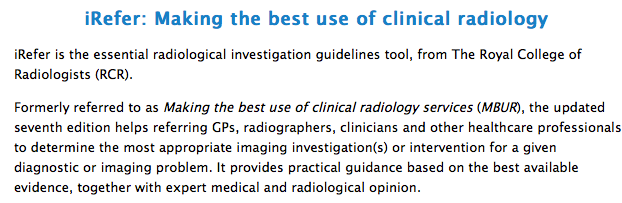 iRefer: Making the best use of clinical radiology
iRefer is the essential radiological investigation guidelines tool, from The Royal College of
Radiologists (RCR).
Formerly referred to as Making the best use of clinical radiology services (MBUR), the updated
seventh edition helps referring GPs, radiographers, clinicians and other healthcare professionals
to determine the most appropriate imaging investigation(s) or intervention for a given
diagnostic or imaging problem. It provides practical guidance based on the best available
evidence, together with expert medical and radiological opinion.